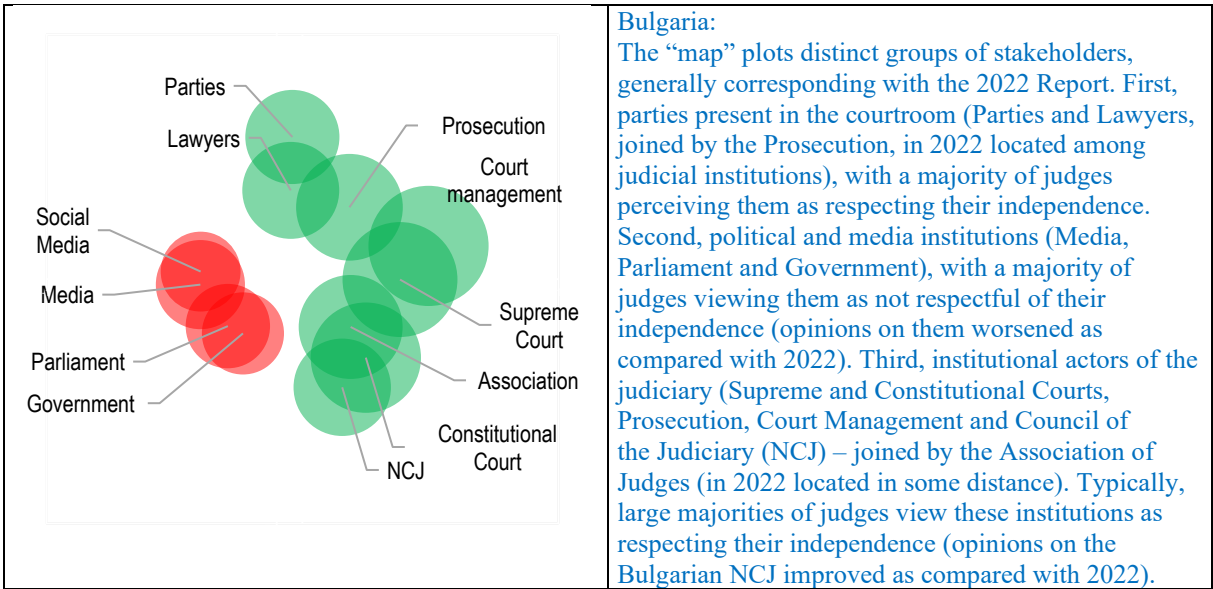 Parties
Lawyers
Prosecution
Court
management
Social
Media
Media
Parliament
Government
Supreme
Court
Association
Constitutional
Court
NCJ
Bulgaria:
The “map” plots distinct groups of stakeholders,
generally corresponding with the 2022 Report. First,
parties present in the courtroom (Parties and Lawyers,
joined by the Prosecution, in 2022 located among
judicial institutions), with a majority of judges
perceiving them as respecting their independence.
Second, political and media institutions (Media,
Parliament and Government), with a majority of
judges viewing them as not respectful of their
independence (opinions on them worsened as
compared with 2022). Third, institutional actors of the
judiciary (Supreme and Constitutional Courts,
Prosecution, Court Management and Council of
the Judiciary (NCJ) – joined by the Association of
Judges (in 2022 located in some distance). Typically,
large majorities of judges view these institutions as
respecting their independence (opinions on the
Bulgarian NCJ improved as compared with 2022).